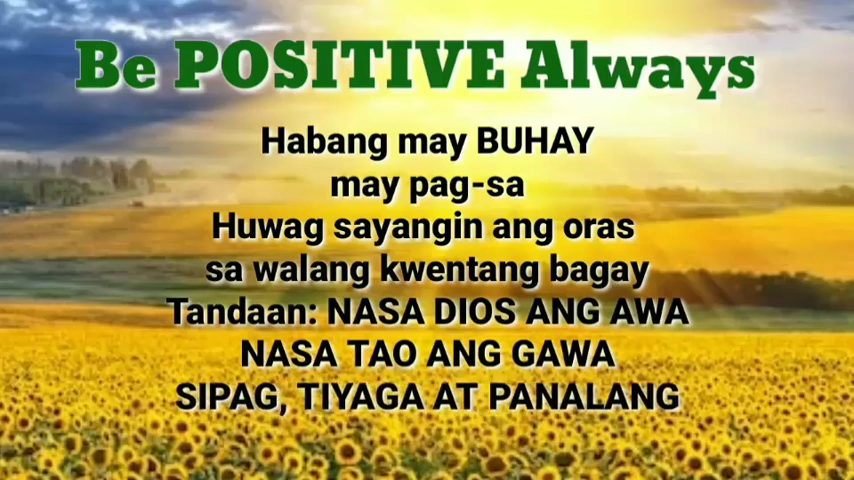 Be POSITIVE Always
Habang may BUHAY
may pag-sa
Huwag sayangin ang oras
sa walang kwentang bagay
Tandaan: NASA DIOS ANG AWA
NASA TAO ANG GAWA
SIPAG, TIYAGA AT PANALANG